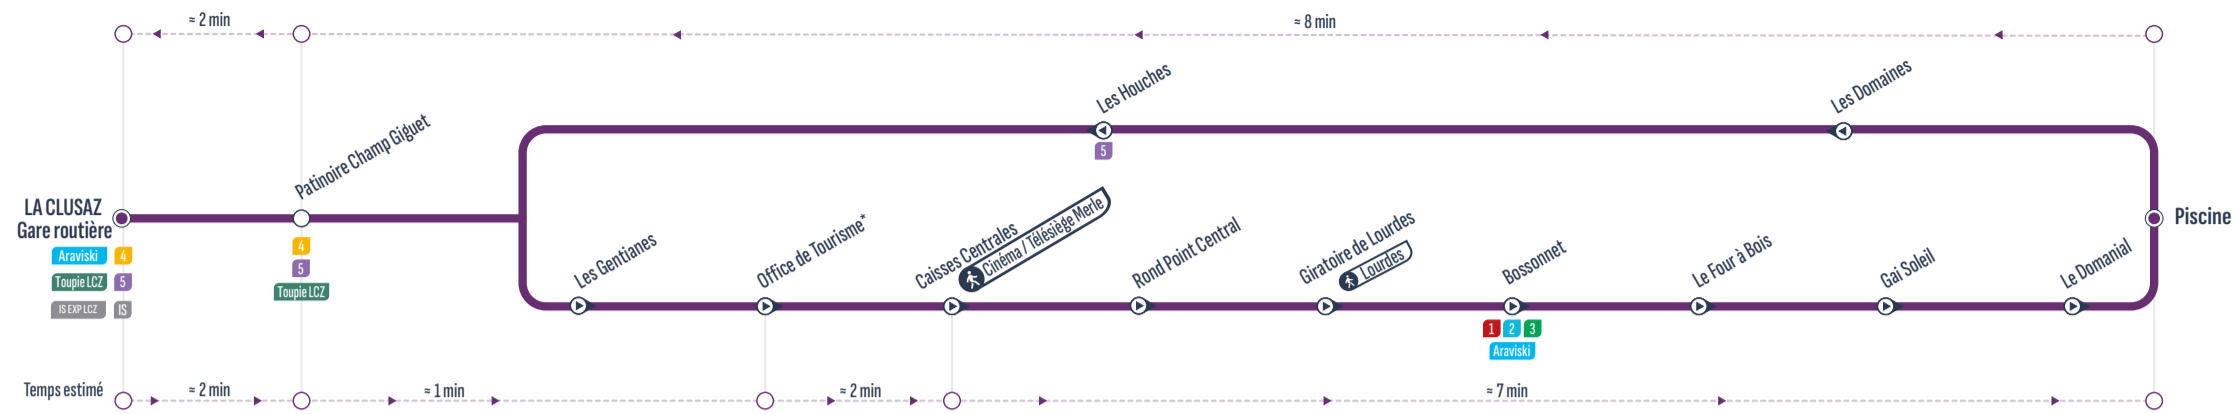 ≈ 2 min
≈ 8 min
Les Houches
5
Les Domaines
Patinoire Champ Giguet
4
5
Toupie LCZ
LA CLUSAZ
Gare routière
Araviski 4
Toupie LCZ 5
IS EXP LCZ IS
Piscine
Les Gentianes
Office de Tourisme*
Caisses Centrales
Cinéma / Télésiège Merle
Rond Point Central
Giratoire de Lourdes
Lourdes
Bossonnet
1 2 3
Araviski
Le Four à Bois
Gai Soleil
Le Domanial
Temps estimé
≈ 2 min
≈ 1 min
≈ 2 min
≈ 7 min